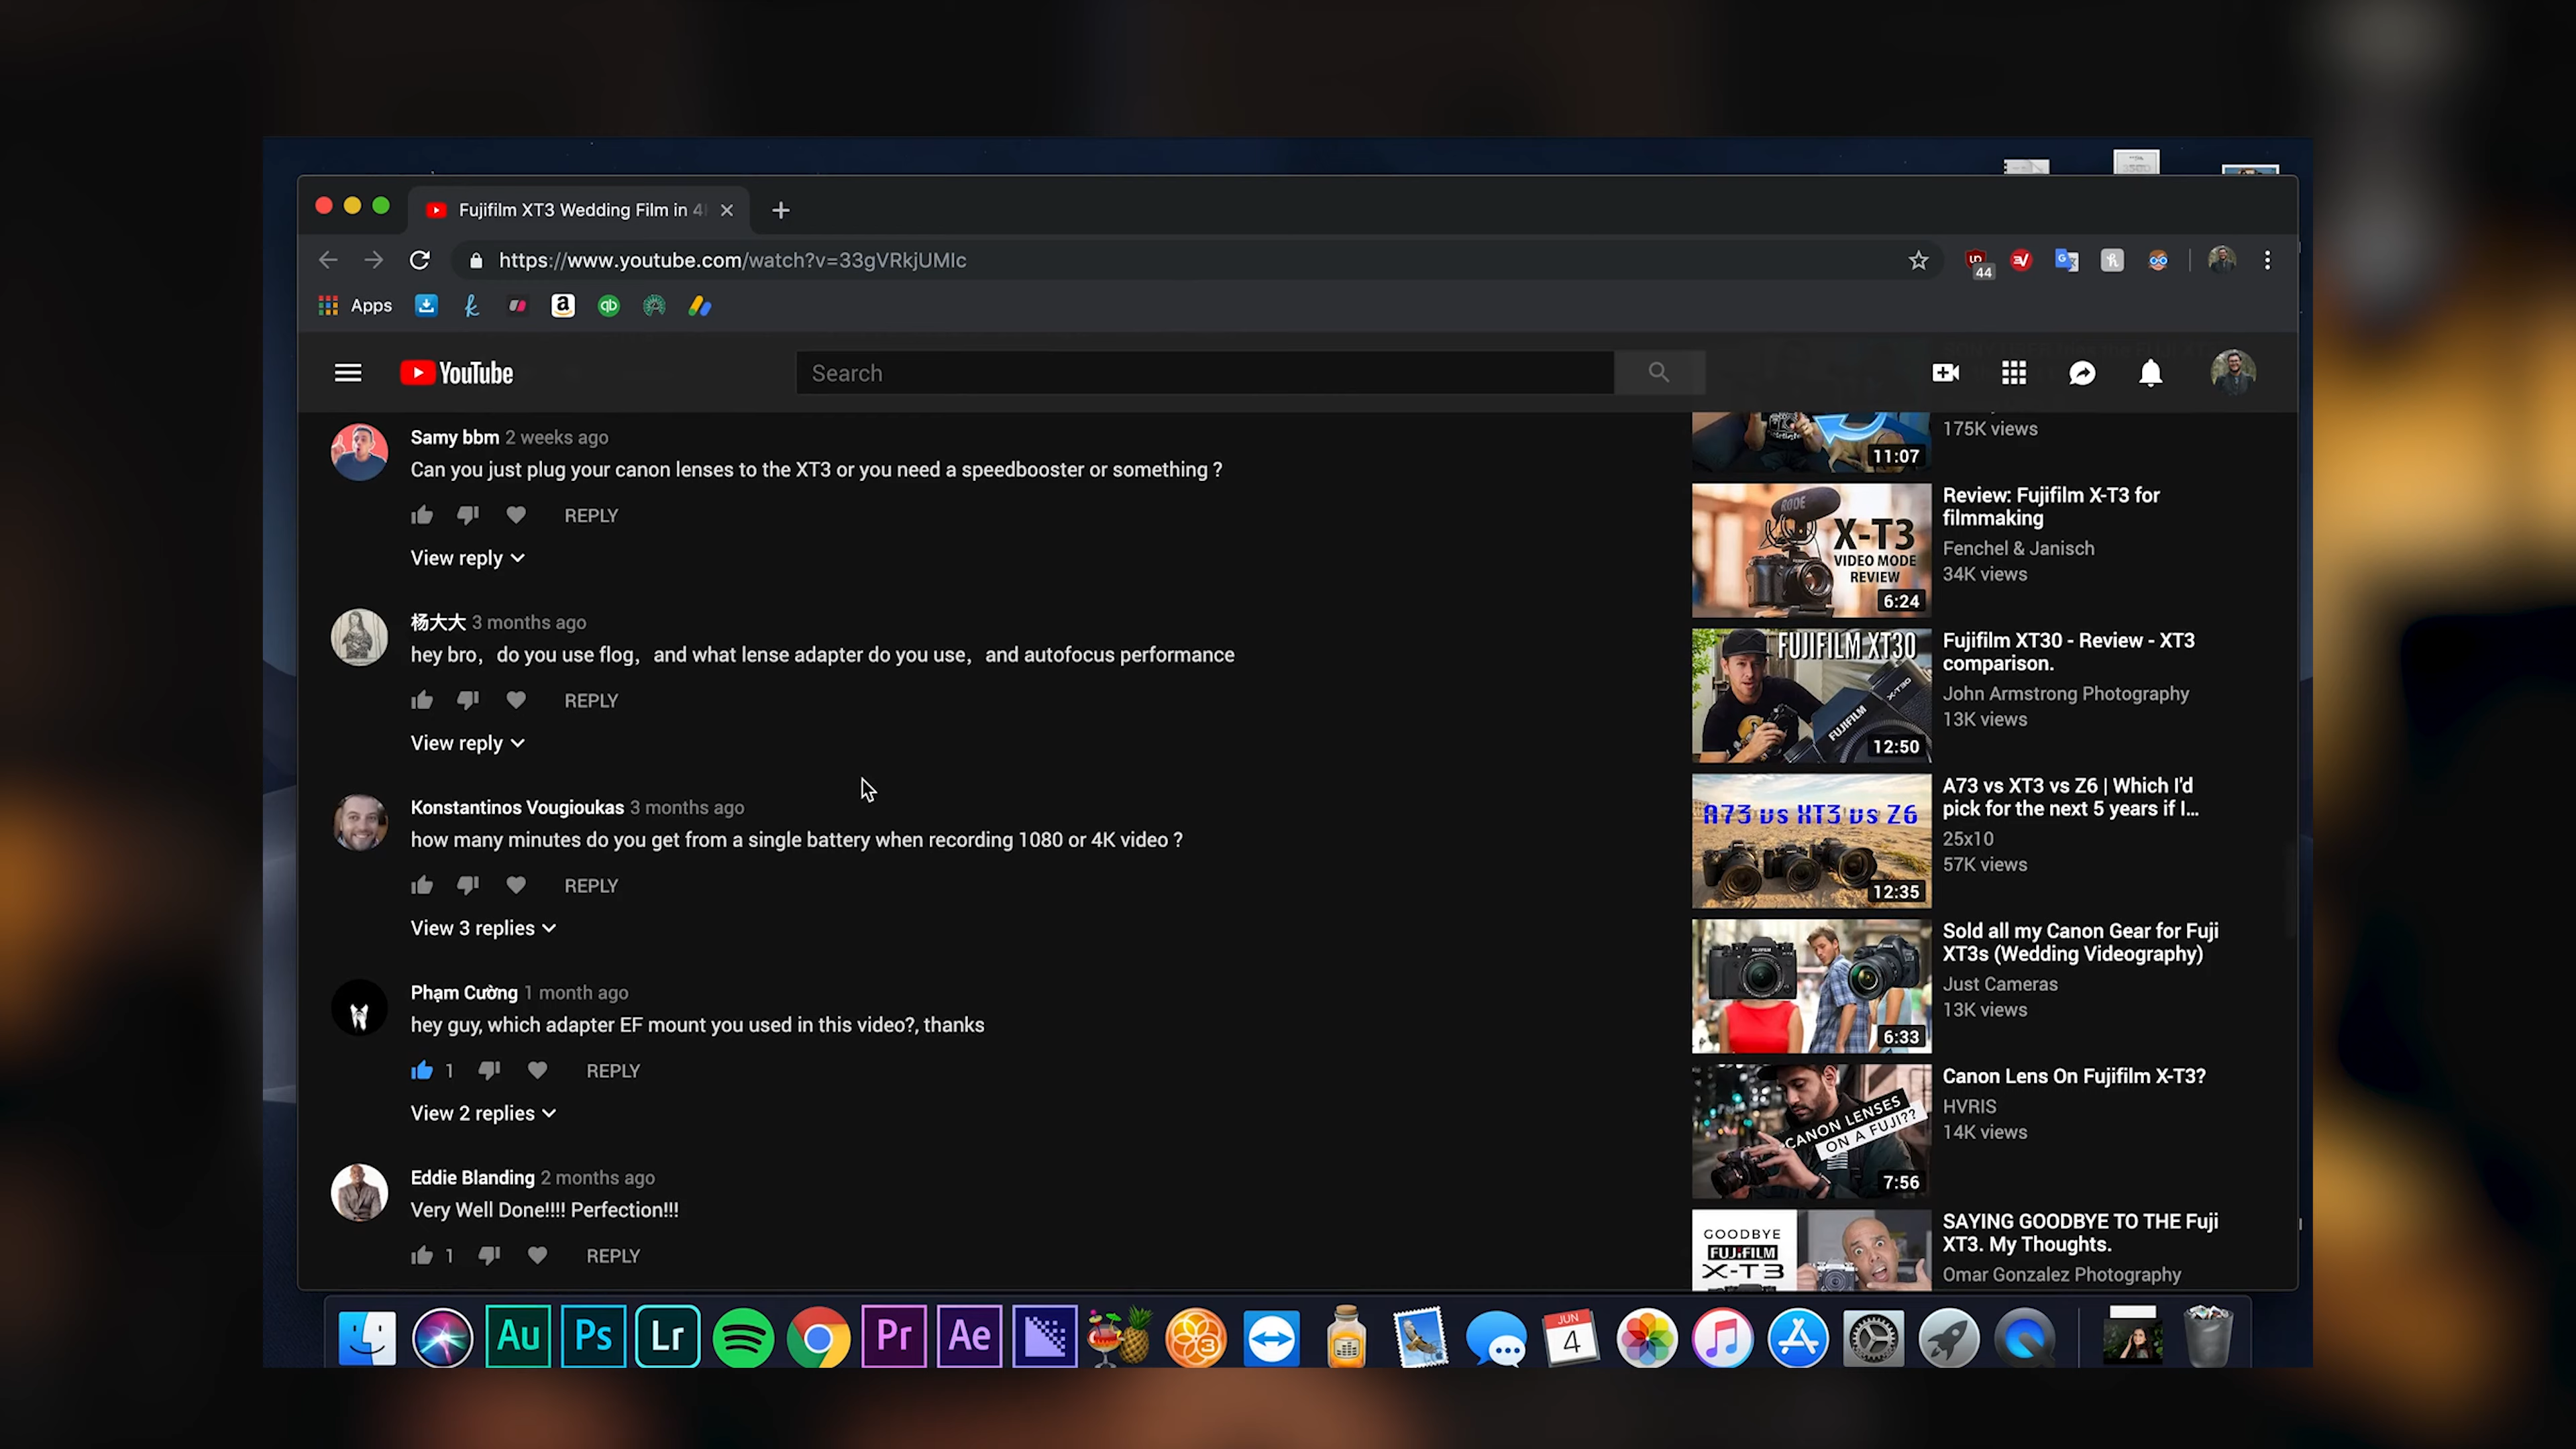 Fujifilm XT3 Wedding Film in 4
https://www.youtube.com/watch?v=33gVRkjUMIc
44
Apps
YouTube
Search
Samy bbm 2 weeks ago
Can you just plug your canon lenses to the XT3 or you need a speedbooster or something ?
REPLY
View reply
杨大大 3 months ago
hey bro，do you use flog，and what lense adapter do you use，and autofocus performance
REPLY
View reply
Konstantinos Vougioukas 3 months ago
how many minutes do you get from a single battery when recording 1080 or 4K video ?
REPLY
View 3 replies
Phạm Cường 1 month ago
hey guy, which adapter EF mount you used in this video?, thanks
1 REPLY
View 2 replies
Eddie Blanding 2 months ago
Very Well Done!!!! Perfection!!!
1 REPLY
11:07
175K views
RODE
X-T3
VIDEO MODE
REVIEW
6:24
Review: Fujifilm X-T3 for
filmmaking
Fenchel & Janisch
34K views
FUJIFILM XT30
X-T30
FUJIFILM
12:50
Fujifilm XT30 - Review - XT3
comparison.
John Armstrong Photography
13K views
A73 vs XT3 vs Z6
12:35
A73 vs XT3 vs Z6 | Which I'd
pick for the next 5 years if I...
25x10
57K views
6:33
Sold all my Canon Gear for Fuji
XT3s (Wedding Videography)
Just Cameras
13K views
CANON LENSES
ON A FUJI??
7:56
Canon Lens On Fujifilm X-T3?
HVRIS
14K views
GOODBYE
FUJIFILM
X-T3
SAYING GOODBYE TO THE Fuji
XT3. My Thoughts.
Omar Gonzalez Photography
Au
Ps
Lr
Pr
Ae
3
JUN
4